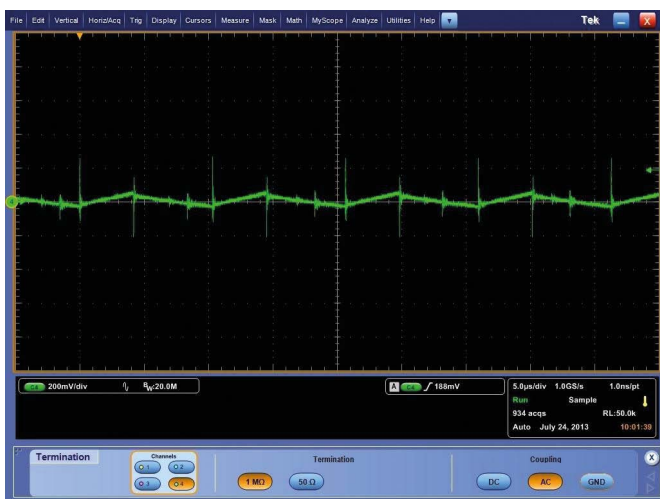 File Edit Vertical Horiz/Acq Trig Display Cursors Measure Mask Math MyScope Analyze Utilities Help Tek X
4
C4 200mV/div BW:20.0M
A C4 188mV
5.0µs/div 1.0GS/s 1.0ns/pt
Run Sample
934 acqs RL:50.0k
Auto July 24, 2013 10:01:39
Termination Channels Termination Coupling X
1 2
3 4
1 MΩ 50 Ω DC AC GND